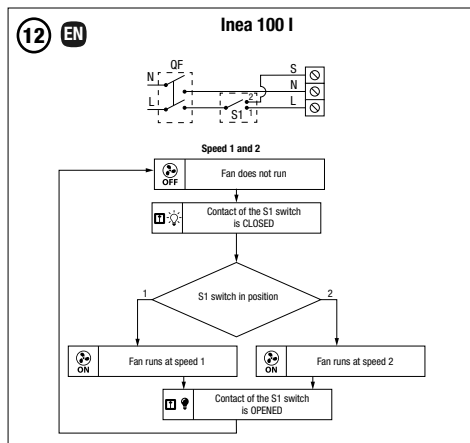 12 EN Inea 100 I
QF
N
L
S1
2
1
S
N
L
Speed 1 and 2
OFF
Fan does not run
Contact of the S1 switch
is CLOSED
1
S1 switch in position
2
ON
Fan runs at speed 1
ON
Fan runs at speed 2
Contact of the S1 switch
is OPENED